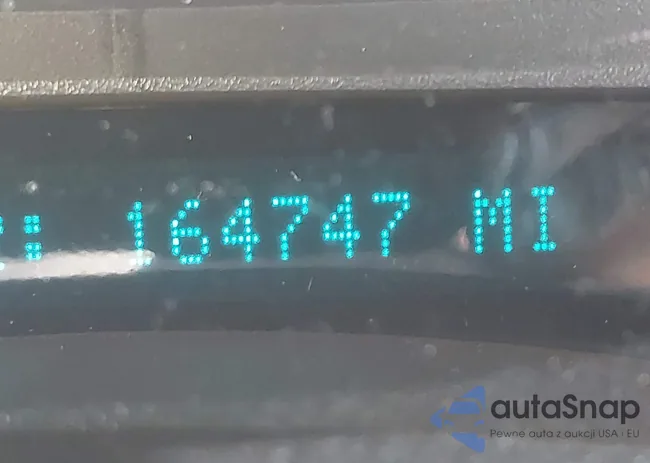 : 164747 MI
autaSnap
Pewne auta z aukcji USA i EU